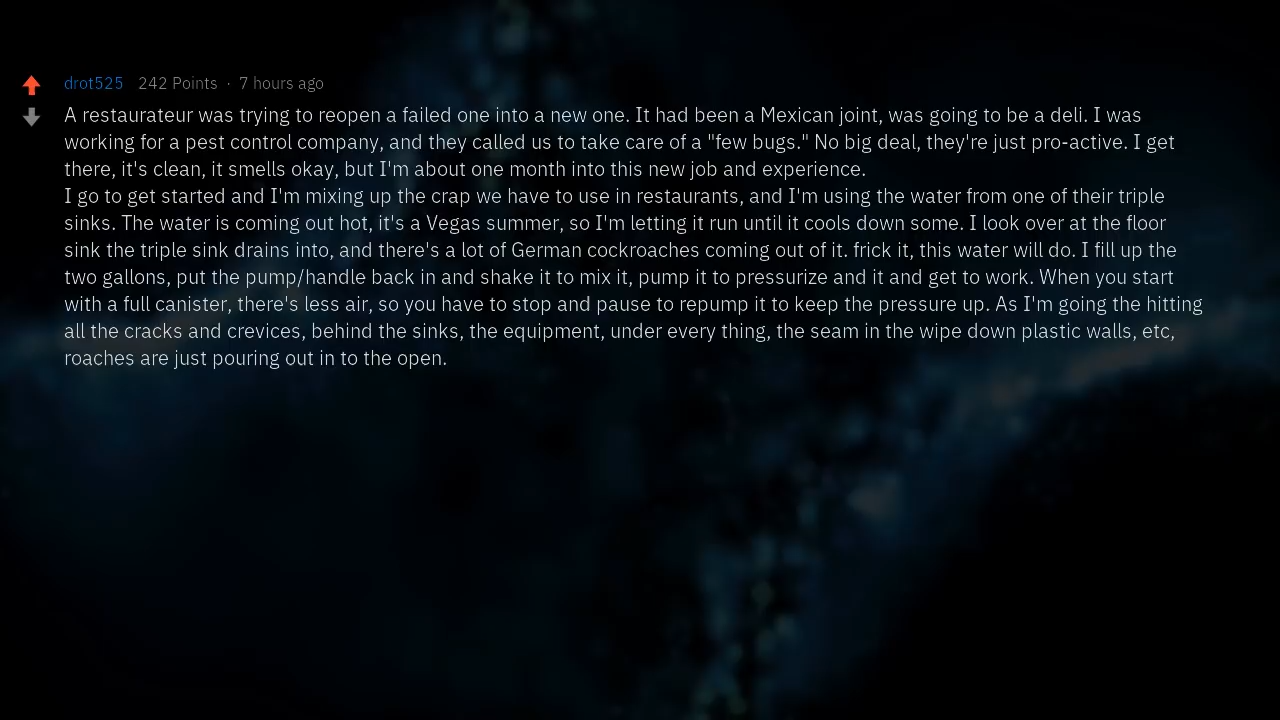 drot525 242 Points · 7 hours ago
A restaurateur was trying to reopen a failed one into a new one. It had been a Mexican joint, was going to be a deli. I was
working for a pest control company, and they called us to take care of a "few bugs." No big deal, they're just pro-active. I get
there, it's clean, it smells okay, but I'm about one month into this new job and experience.
I go to get started and I'm mixing up the crap we have to use in restaurants, and I'm using the water from one of their triple
sinks. The water is coming out hot, it's a Vegas summer, so I'm letting it run until it cools down some. I look over at the floor
sink the triple sink drains into, and there's a lot of German cockroaches coming out of it. frick it, this water will do. I fill up the
two gallons, put the pump/handle back in and shake it to mix it, pump it to pressurize and it and get to work. When you start
with a full canister, there's less air, so you have to stop and pause to repump it to keep the pressure up. As I'm going the hitting
all the cracks and crevices, behind the sinks, the equipment, under every thing, the seam in the wipe down plastic walls, etc,
roaches are just pouring out in to the open.